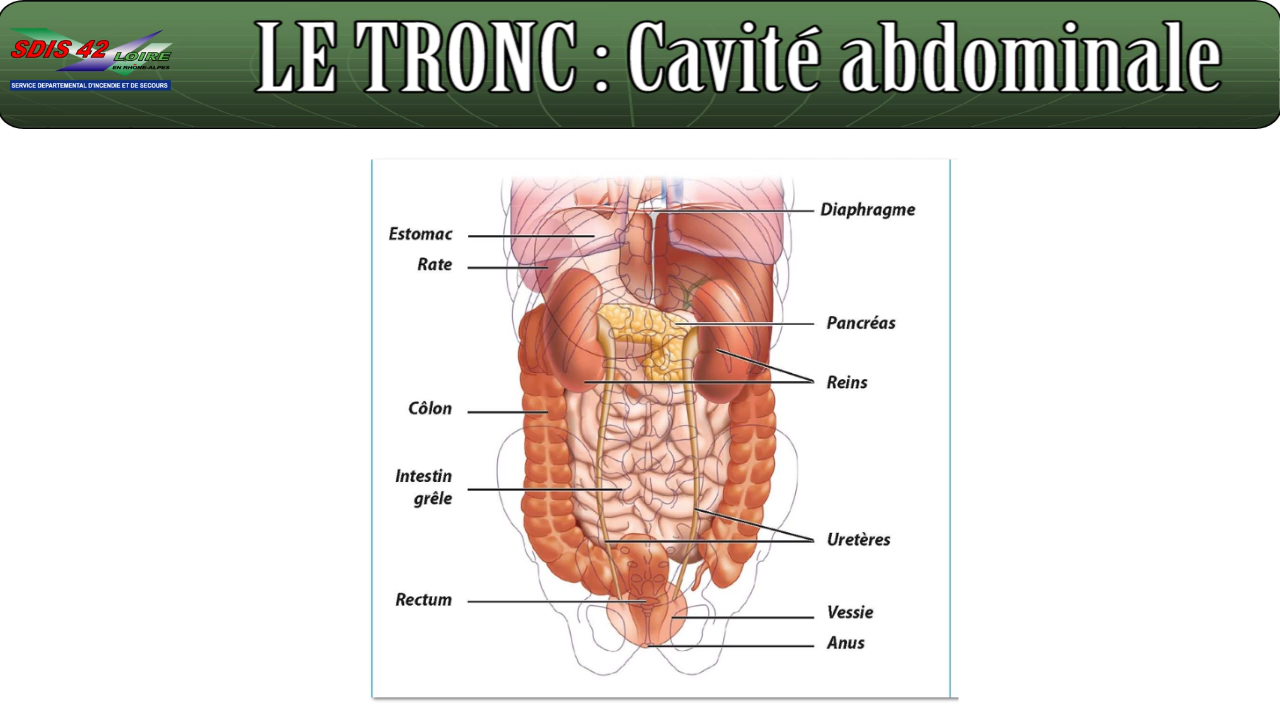 SDIS 42
LOIRE
EN RHÔNE-ALPES
SERVICE DEPARTEMENTAL D'INCENDIE ET DE SECOURS
LE TRONC : Cavité abdominale
Estomac
Rate
Côlon
Intestin
grêle
Rectum
Diaphragme
Pancréas
Reins
Uretères
Vessie
Anus